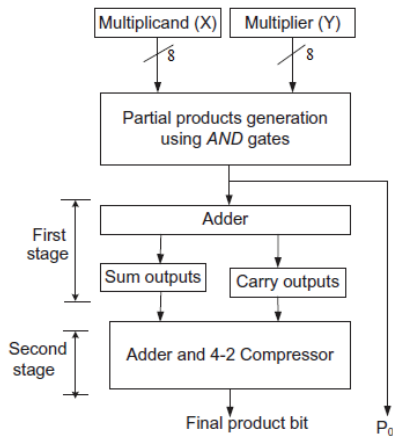 Multiplicand (X)
Multiplier (Y)
8
8
Partial products generation
using AND gates
Adder
First
stage
Sum outputs
Carry outputs
Second
stage
Adder and 4-2 Compressor
Final product bit
P0